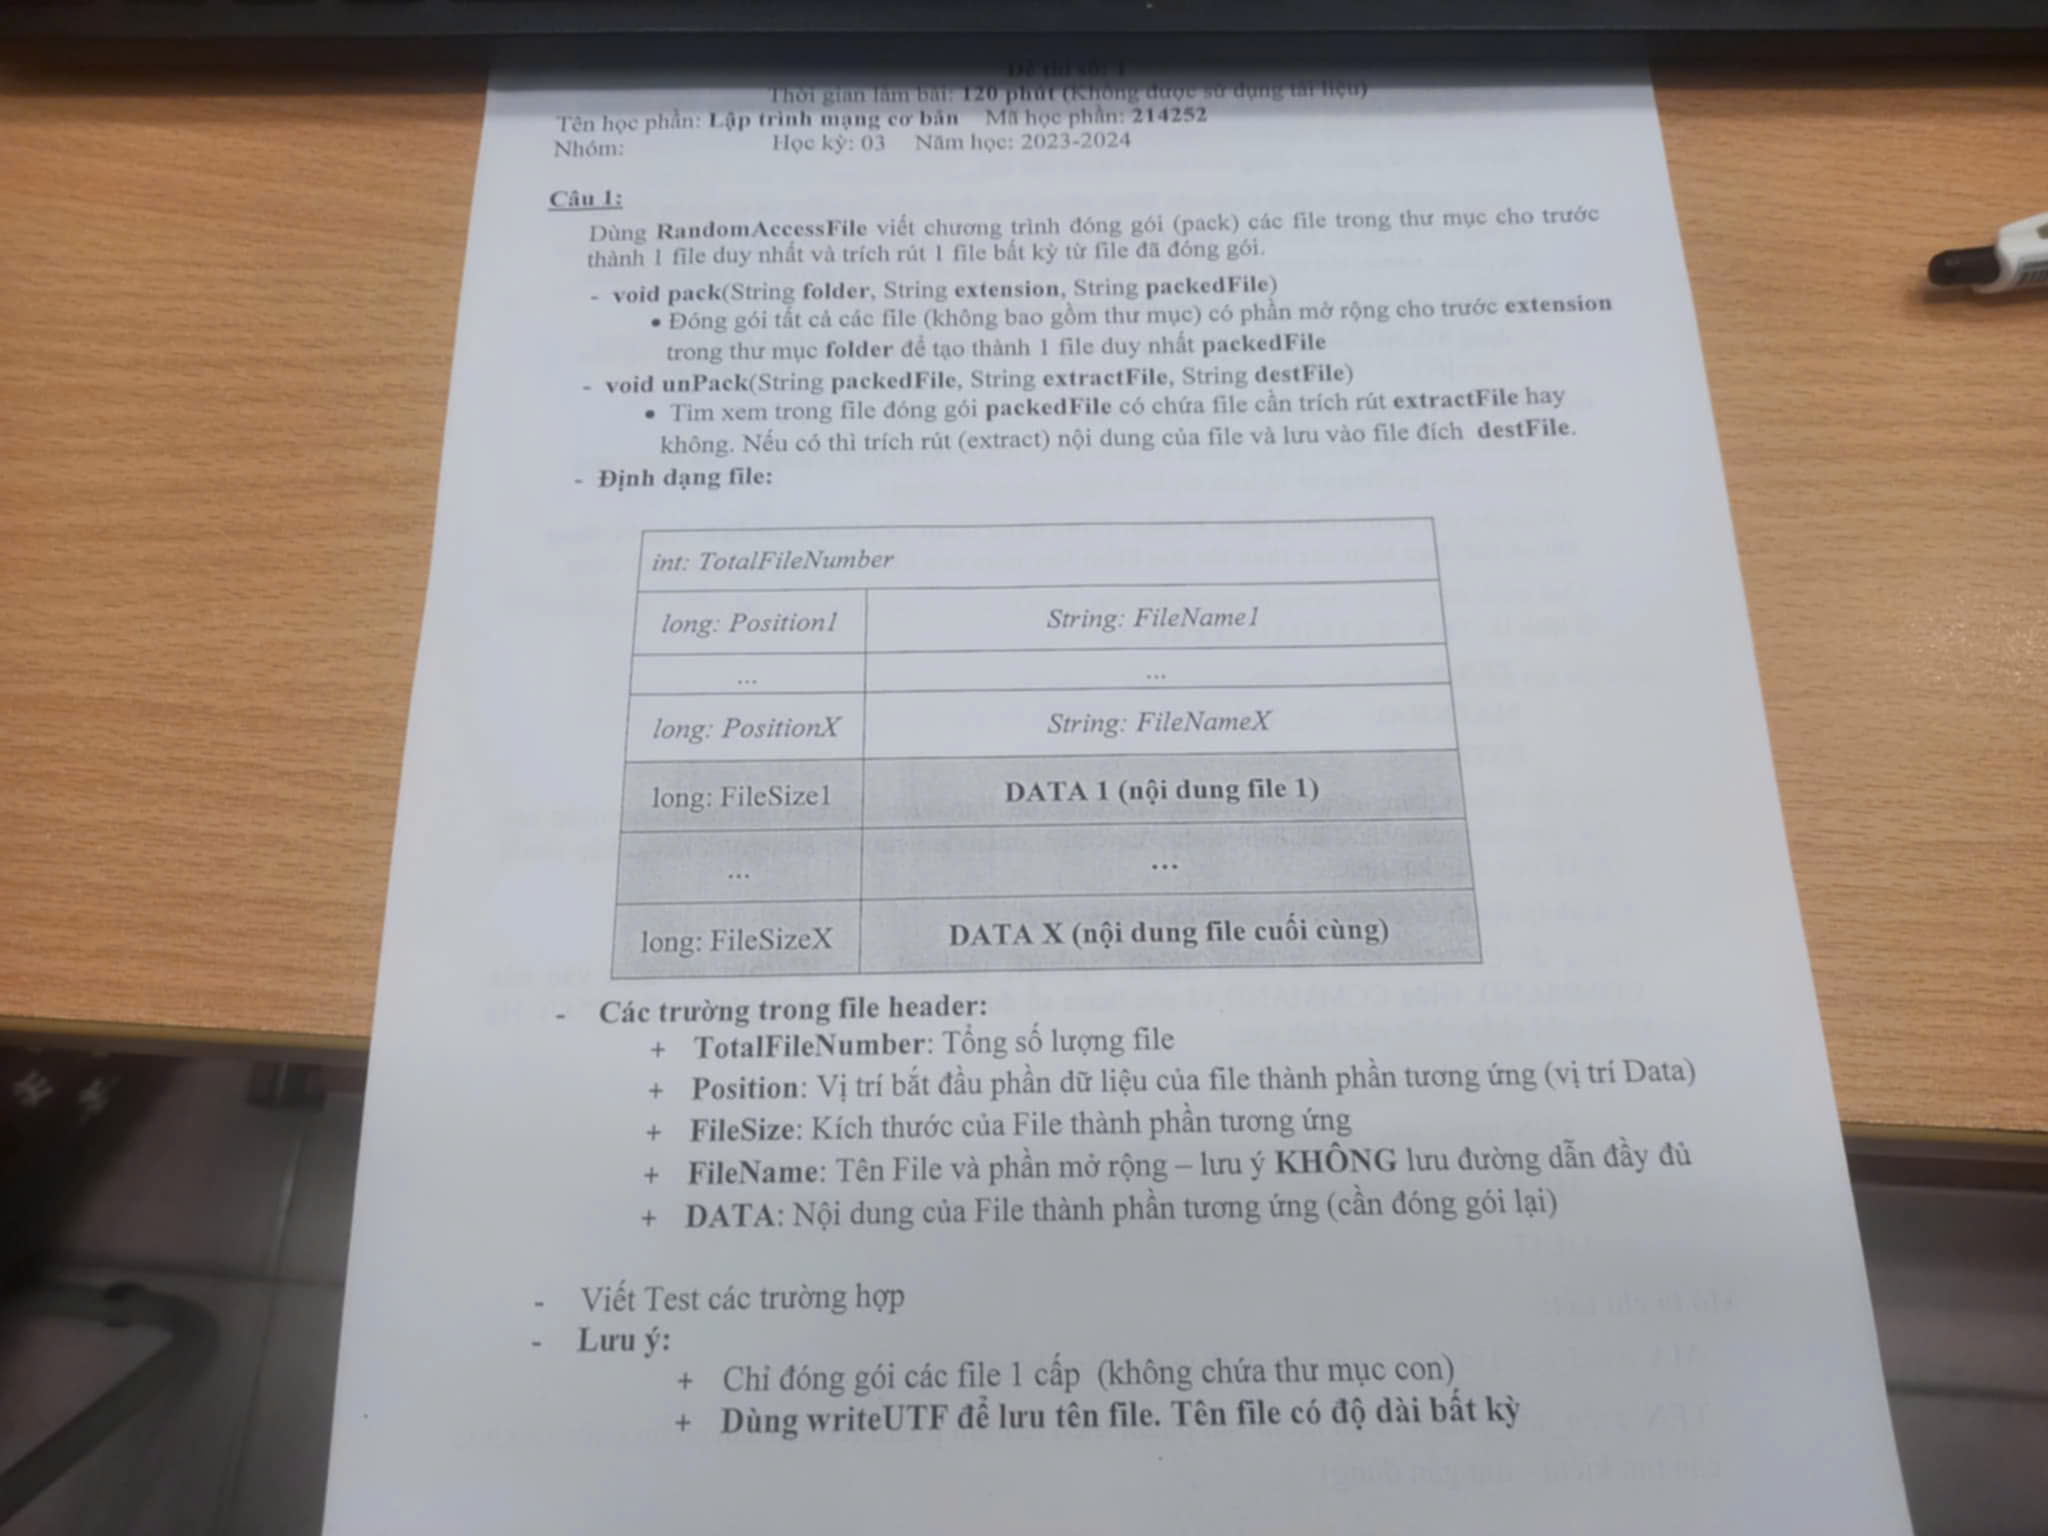 Đề thi số: 1
Thời gian làm bài: 120 phút (Không được sử dụng tài liệu)
Tên học phần: Lập trình mạng cơ bản Mã học phần: 214252
Nhóm: Học kỳ: 03 Năm học: 2023-2024
Câu 1:
Dùng RandomAccessFile viết chương trình đóng gói (pack) các file trong thư mục cho trước
thành 1 file duy nhất và trích rút 1 file bất kỳ từ file đã đóng gói.
- void pack(String folder, String extension, String packedFile)
• Đóng gói tất cả các file (không bao gồm thư mục) có phần mở rộng cho trước extension
trong thư mục folder để tạo thành 1 file duy nhất packedFile
- void unPack(String packedFile, String extractFile, String destFile)
• Tìm xem trong file đóng gói packedFile có chứa file cần trích rút extractFile hay
không. Nếu có thì trích rút (extract) nội dung của file và lưu vào file đích destFile.
- Định dạng file:
int: TotalFileNumber
long: Position1 String: FileName1
... ...
long: PositionX String: FileNameX
long: FileSize1 DATA 1 (nội dung file 1)
... ...
long: FileSizeX DATA X (nội dung file cuối cùng)
- Các trường trong file header:
+ TotalFileNumber: Tổng số lượng file
+ Position: Vị trí bắt đầu phần dữ liệu của file thành phần tương ứng (vị trí Data)
+ FileSize: Kích thước của File thành phần tương ứng
+ FileName: Tên File và phần mở rộng – lưu ý KHÔNG lưu đường dẫn đầy đủ
+ DATA: Nội dung của File thành phần tương ứng (cần đóng gói lại)
- Viết Test các trường hợp
- Lưu ý:
+ Chỉ đóng gói các file 1 cấp (không chứa thư mục con)
+ Dùng writeUTF để lưu tên file. Tên file có độ dài bất kỳ